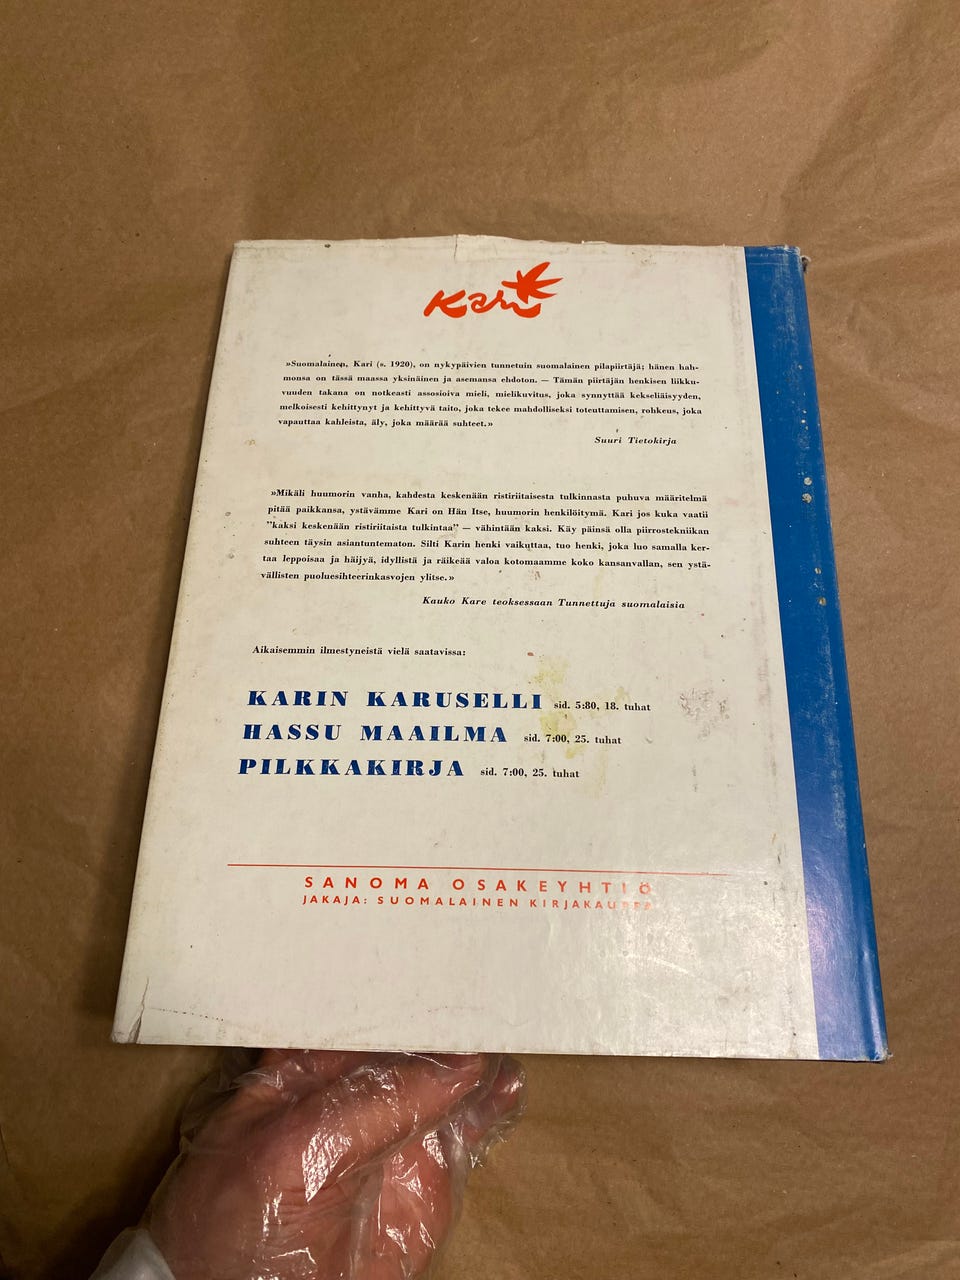 Kari
»Suomalainen, Kari (s. 1920), on nykypäivien tunnetuin suomalainen pilapiirtäjä; hänen hah-
monsa on tässä maassa yksinäinen ja asemansa ehdoton. — Tämän piirtäjän henkisen liikku-
vuuden takana on notkeasti assosioiva mieli, mielikuvitus, joka synnyttää kekseliäisyyden,
melkoisesti kehittynyt ja kehittyvä taito, joka tekee mahdolliseksi toteuttamisen, rohkeus, joka
vapauttaa kahleista, äly, joka määrää suhteet.»
Suuri Tietokirja
»Mikäli huumorin vanha, kahdesta keskenään ristiriitaisesta tulkinnasta puhuva määritelmä
pitää paikkansa, ystävämme Kari on Hän Itse, huumorin henkilöitymä. Kari jos kuka vaatii
"kaksi keskenään ristiriitaista tulkintaa" — vähintään kaksi. Käy päinsä olla piirrostekniikan
suhteen täysin asiantuntematon. Silti Karin henki vaikuttaa, tuo henki, joka luo samalla ker-
taa leppoisaa ja häijyä, idyllistä ja räikeää valoa kotomaamme koko kansanvallan, sen ystä-
vällisten puoluesihteerinkasvojen ylitse.»
Kauko Kare teoksessaan Tunnettuja suomalaisia
Aikaisemmin ilmestyneistä vielä saatavissa:
KARIN KARUSELLI sid. 5:80, 18. tuhat
HASSU MAAILMA sid. 7:00, 25. tuhat
PILKKAKIRJA sid. 7:00, 25. tuhat
SANOMA OSAKEYHTIÖ
JAKAJA: SUOMALAINEN KIRJAKAUPPA